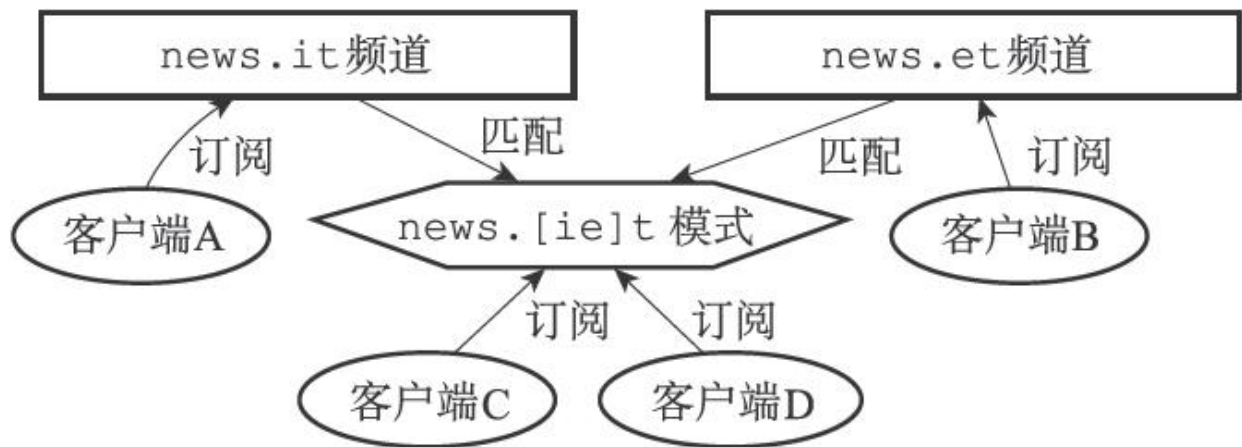 news.it频道
news.et频道
订阅
匹配
匹配
订阅
客户端A
news.[ie]t 模式
客户端B
订阅
订阅
客户端C
客户端D